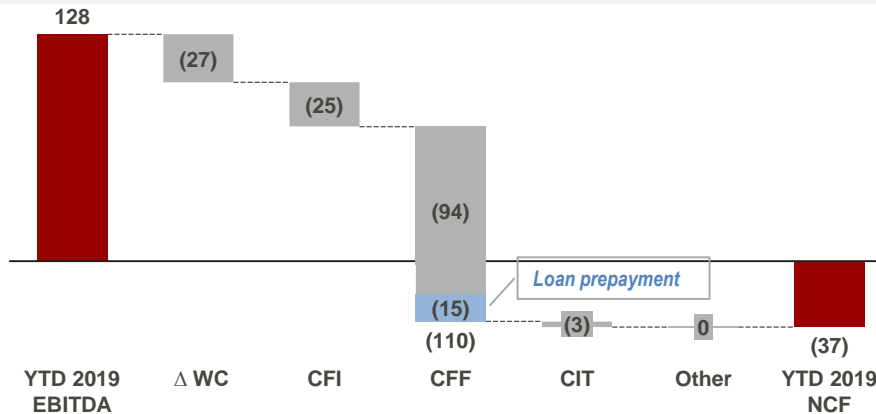 128
(27)
(25)
(94)
Loan prepayment
(15)
(3)
0
(110)
(37)
YTD 2019
EBITDA
Δ WC
CFI
CFF
CIT
Other
YTD 2019
NCF